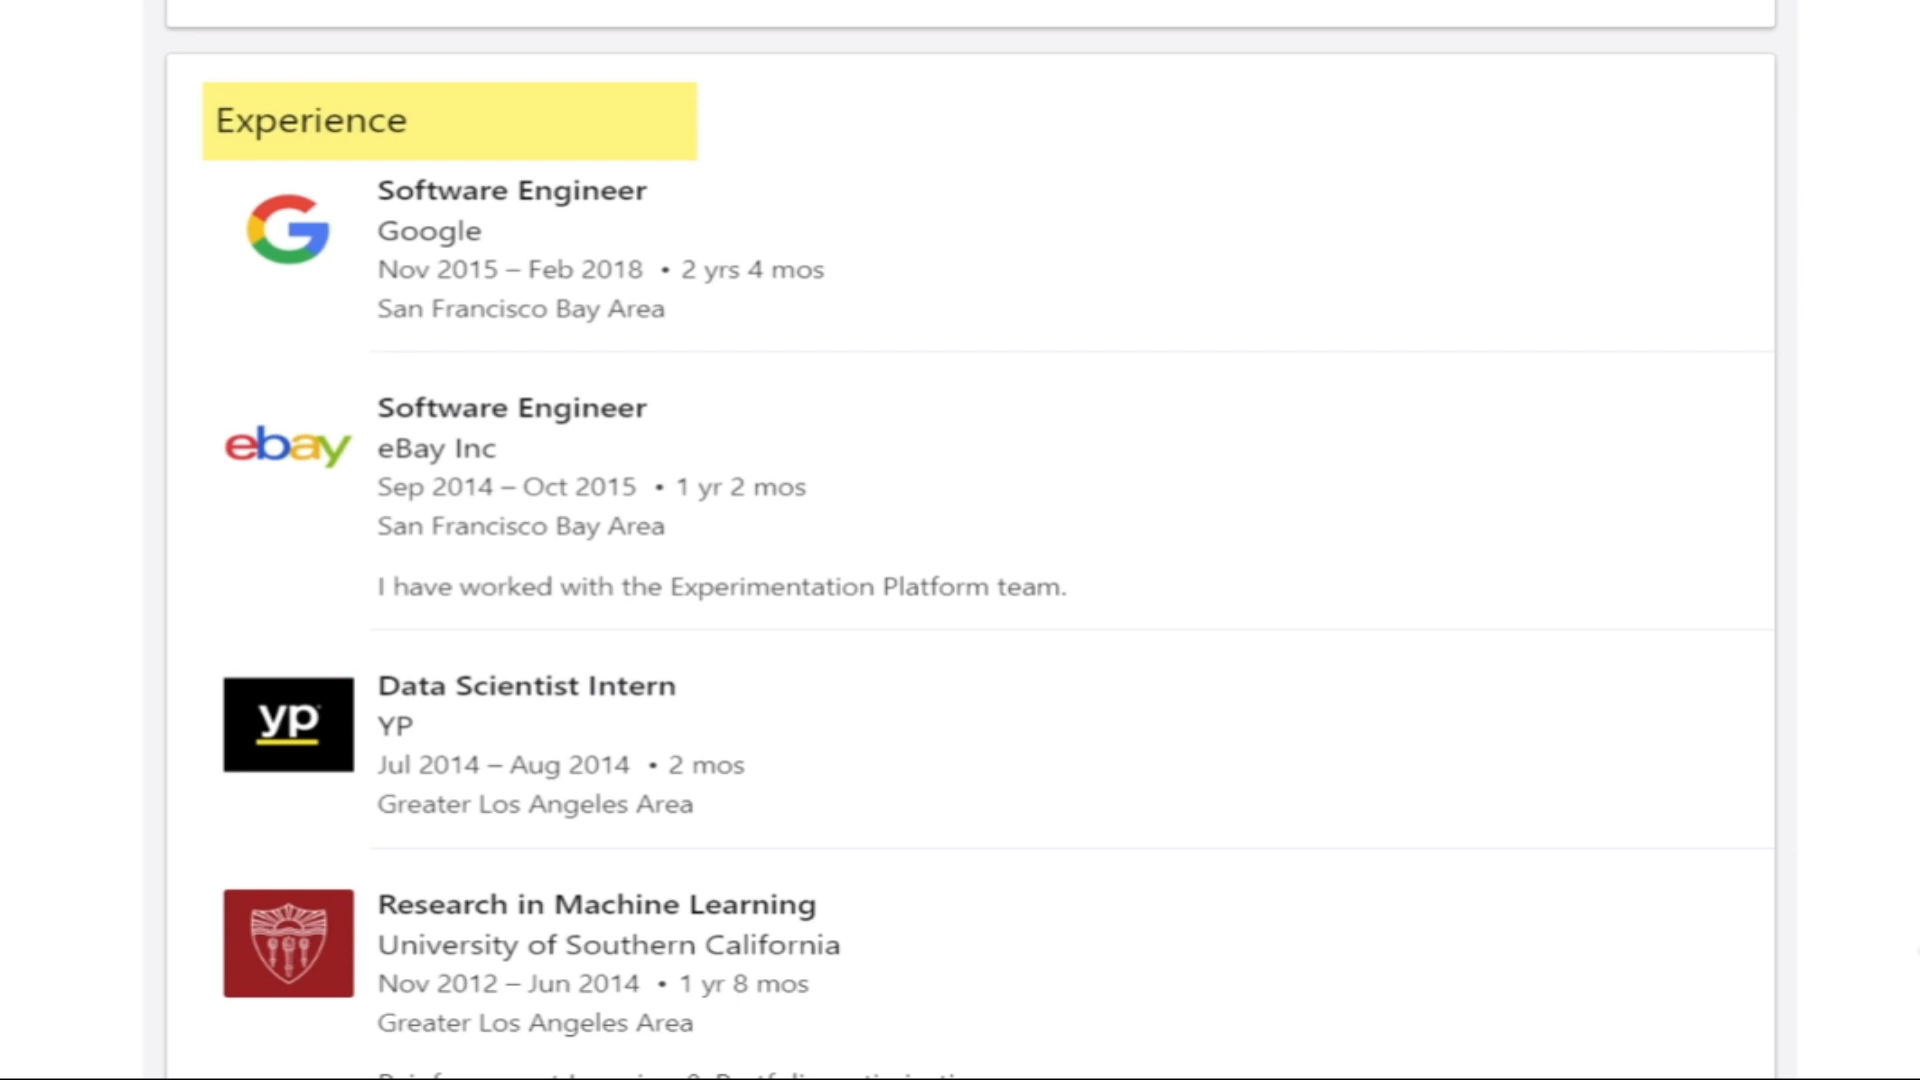 Experience
Software Engineer
Google
Nov 2015 – Feb 2018 • 2 yrs 4 mos
San Francisco Bay Area
ebay
Software Engineer
eBay Inc
Sep 2014 – Oct 2015 • 1 yr 2 mos
San Francisco Bay Area
I have worked with the Experimentation Platform team.
yp
Data Scientist Intern
YP
Jul 2014 – Aug 2014 • 2 mos
Greater Los Angeles Area
Research in Machine Learning
University of Southern California
Nov 2012 – Jun 2014 • 1 yr 8 mos
Greater Los Angeles Area